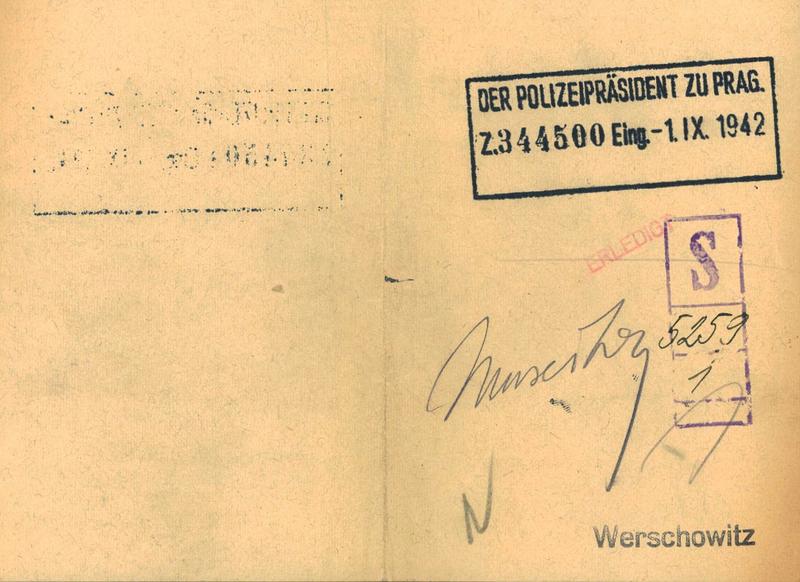 DER POLIZEIPRÄSIDENT ZU PRAG.
Z.344500 Eing.-1.IX. 1942
ERLEDIGT
S
5259
1
N
Werschowitz